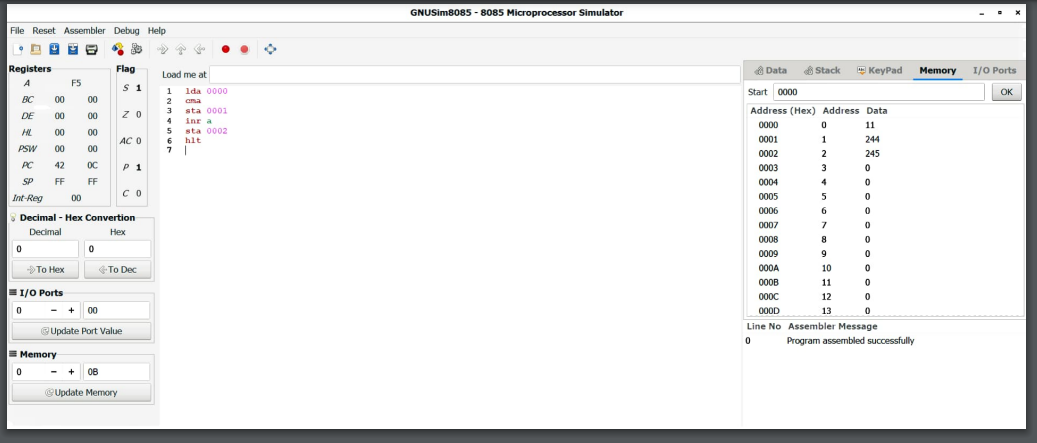 GNUSim8085 - 8085 Microprocessor Simulator
File Reset Assembler Debug Help
Registers
A F5
BC 00 00
DE 00 00
HL 00 00
PSW 00 00
PC 42 0C
SP FF FF
Int-Reg 00
Flag
S 1
Z 0
AC 0
P 1
C 0
Decimal - Hex Convertion
Decimal Hex
0 0
To Hex To Dec
I/O Ports
0 - + 00
Update Port Value
Memory
0 - + 0B
Update Memory
Load me at
1 lda 0000
2 cma
3 sta 0001
4 inr a
5 sta 0002
6 hlt
7
Data Stack KeyPad Memory I/O Ports
Start 0000 OK
Address (Hex) Address Data
0000 0 11
0001 1 244
0002 2 245
0003 3 0
0004 4 0
0005 5 0
0006 6 0
0007 7 0
0008 8 0
0009 9 0
000A 10 0
000B 11 0
000C 12 0
000D 13 0
Line No Assembler Message
0 Program assembled successfully